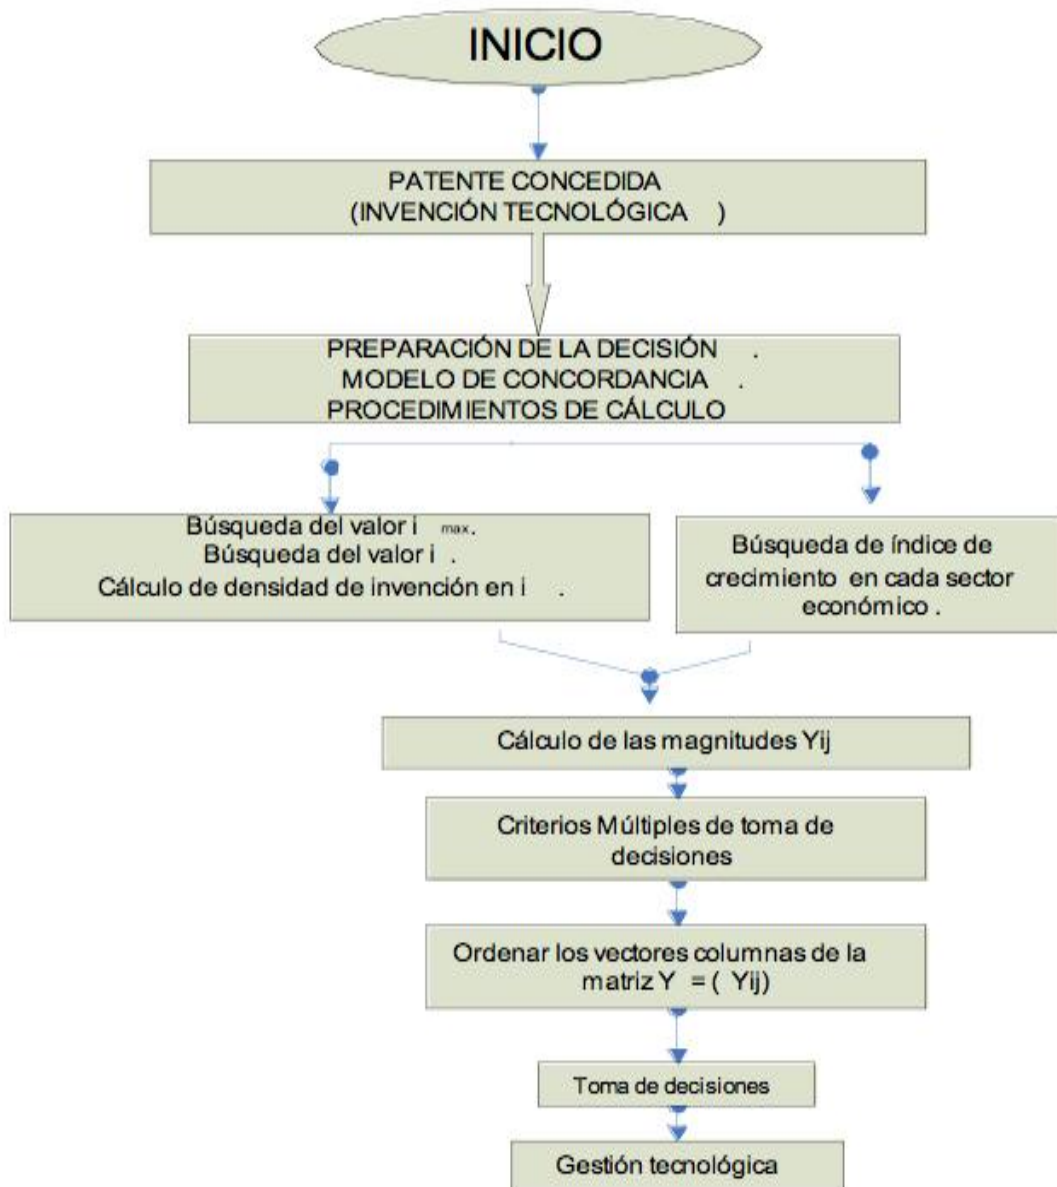 INICIO
PATENTE CONCEDIDA
(INVENCIÓN TECNOLÓGICA )
PREPARACIÓN DE LA DECISIÓN .
MODELO DE CONCORDANCIA .
PROCEDIMIENTOS DE CÁLCULO
Búsqueda del valor i max.
Búsqueda del valor i .
Cálculo de densidad de invención en i .
Búsqueda de índice de
crecimiento en cada sector
económico .
Cálculo de las magnitudes Yij
Criterios Múltiples de toma de
decisiones
Ordenar los vectores columnas de la
matriz Y = ( Yij)
Toma de decisiones
Gestión tecnológica